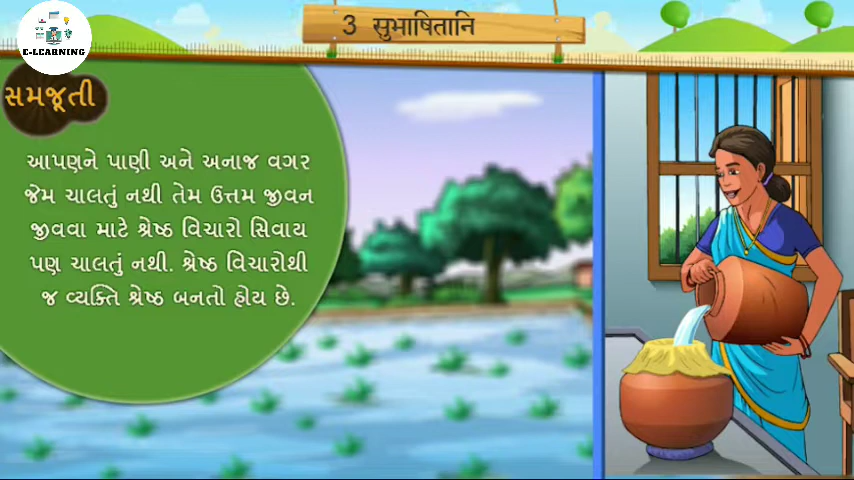 E-LEARNING
3 સુભાષિતાનિ
સમજૂતી
આપણને પાણી અને અનાજ વગર
જેમ ચાલતું નથી તેમ ઉત્તમ જીવન
જીવવા માટે શ્રેષ્ઠ વિચારો સિવાય
પણ ચાલતું નથી. શ્રેષ્ઠ વિચારોથી
જ વ્યક્તિ શ્રેષ્ઠ બનતો હોય છે.